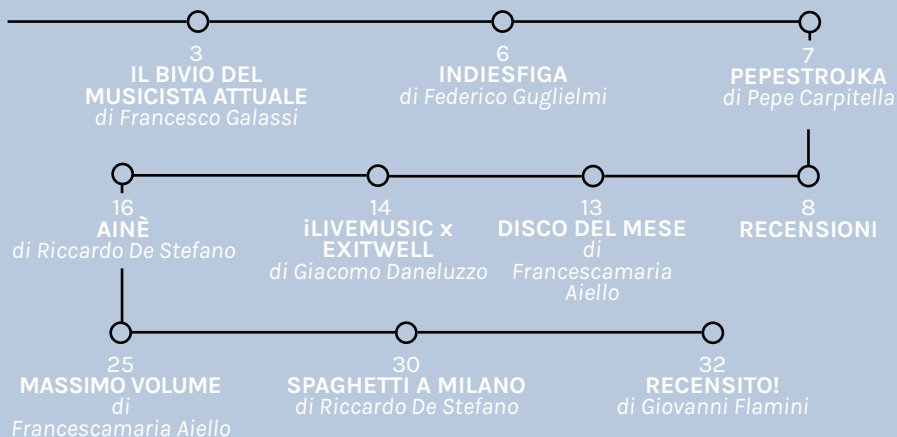 3
IL BIVIO DEL
MUSICISTA ATTUALE
di Francesco Galassi
6
INDIESFIGA
di Federico Guglielmi
7
PEPESTROJKA
di Pepe Carpitella
8
RECENSIONI
13
DISCO DEL MESE
di
Francescamaria
Aiello
14
iLIVEMUSIC x
EXITWELL
di Giacomo Daneluzzo
16
AINÈ
di Riccardo De Stefano
25
MASSIMO VOLUME
di
Francescamaria Aiello
30
SPAGHETTI A MILANO
di Riccardo De Stefano
32
RECENSITO!
di Giovanni Flamini